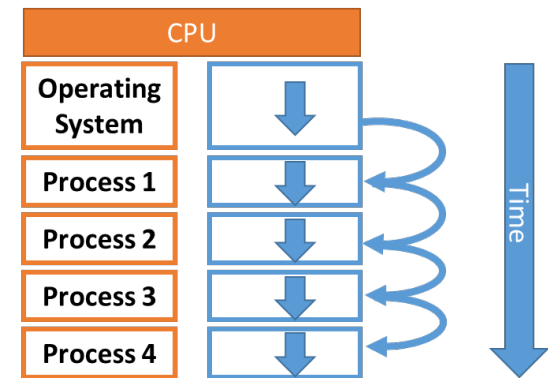 CPU
Operating
System
Process 1
Process 2
Process 3
Process 4
Time